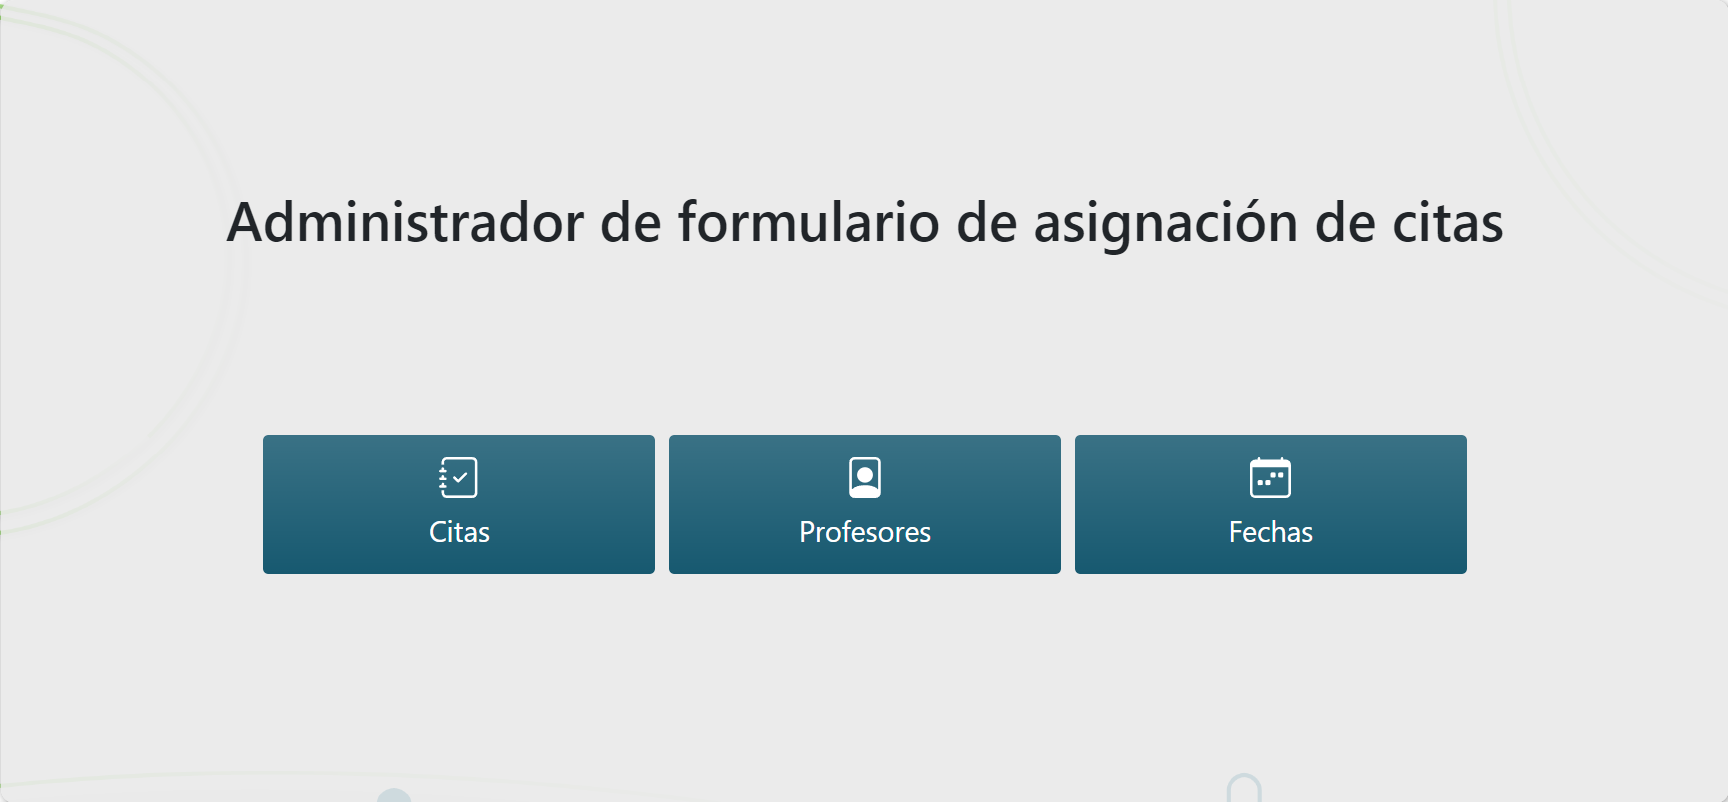 Administrador de formulario de asignación de citas
Citas
Profesores
Fechas